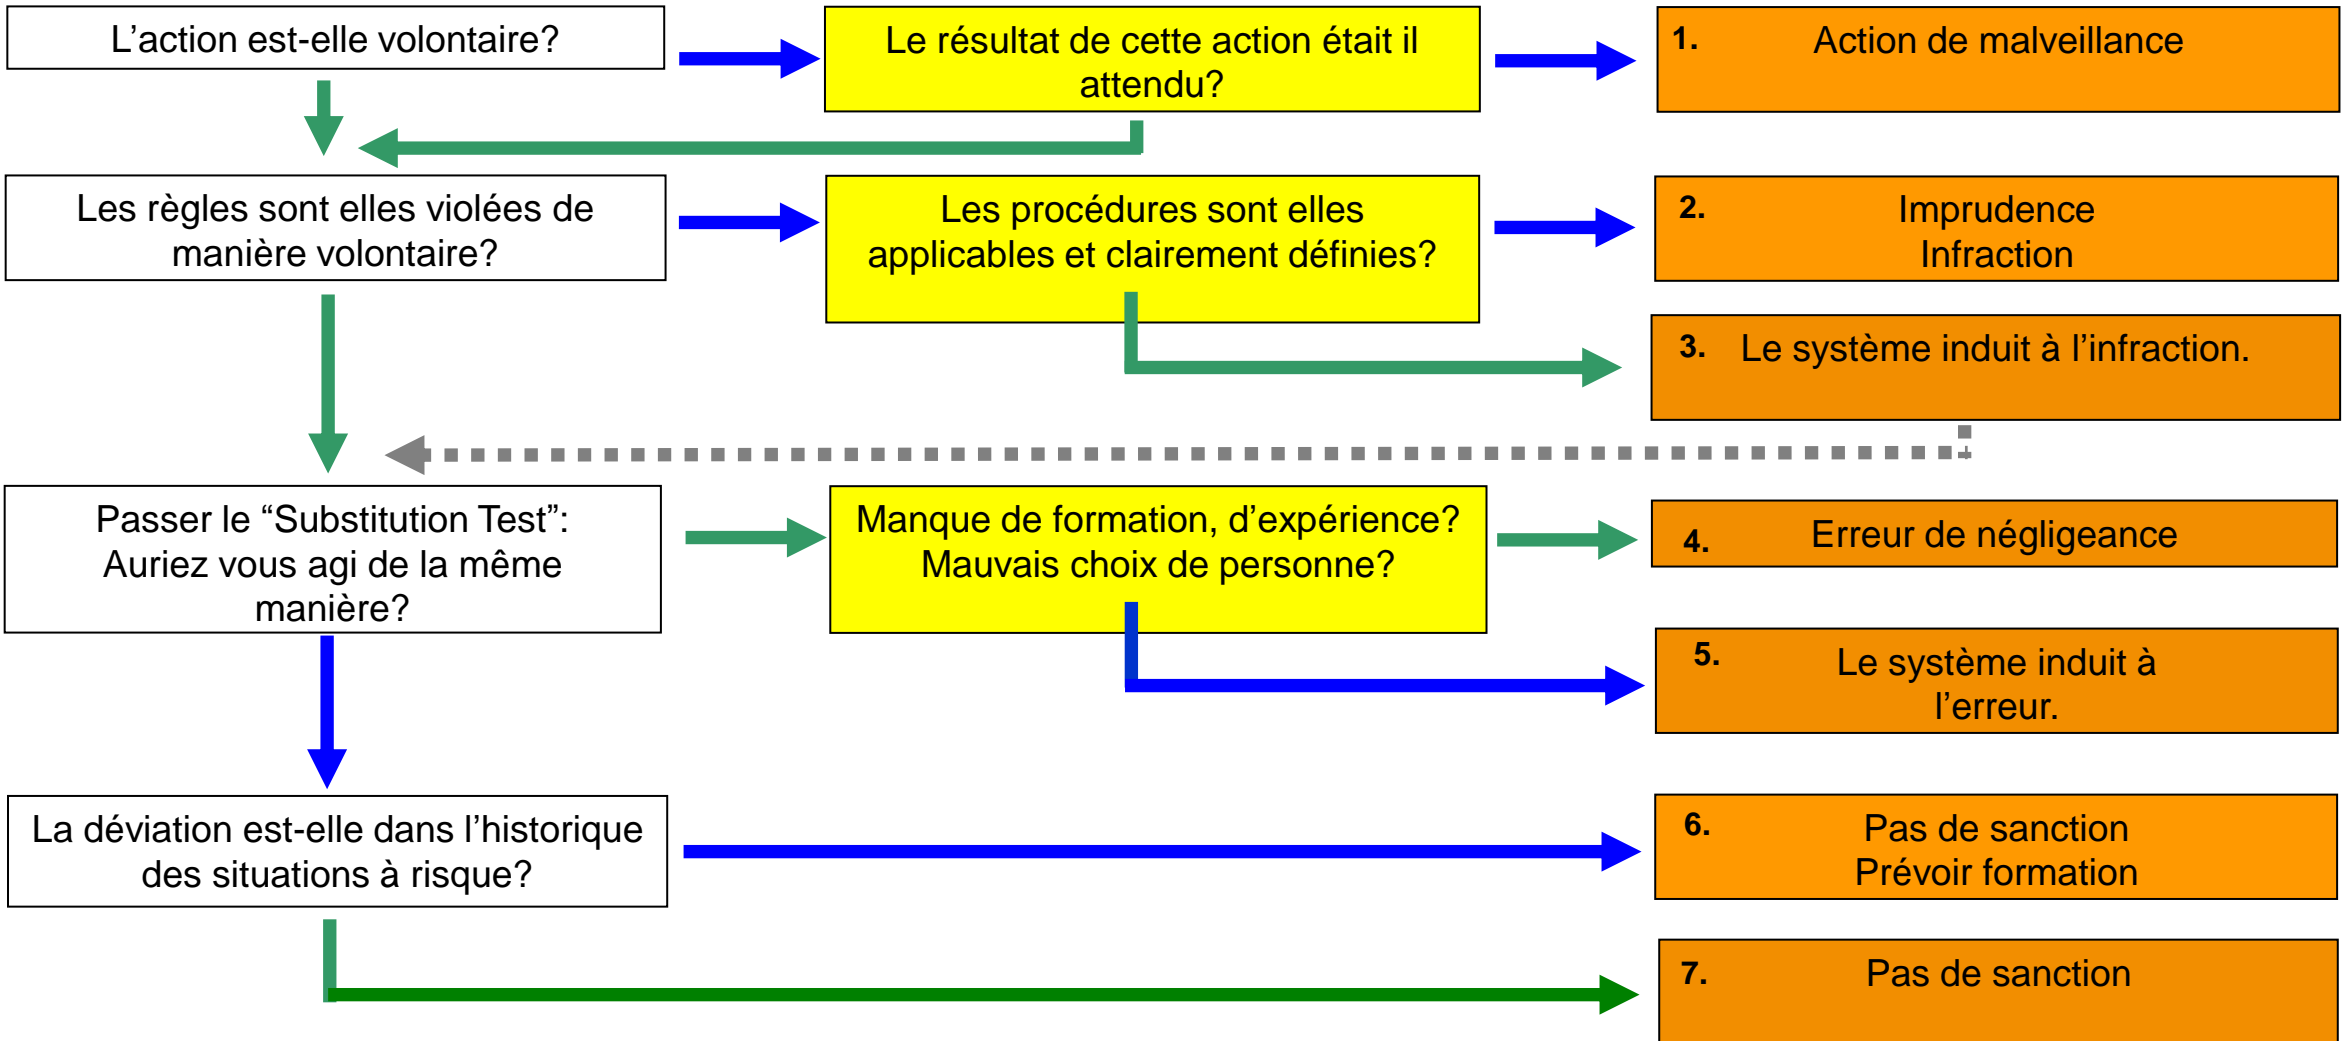 L’action est-elle volontaire?
Le résultat de cette action était il
attendu?
1.
Action de malveillance
Les règles sont elles violées de
manière volontaire?
Les procédures sont elles
applicables et clairement définies?
2.
Imprudence
Infraction
3.
Le système induit à l’infraction.
Passer le “Substitution Test”:
Auriez vous agi de la même
manière?
Manque de formation, d’expérience?
Mauvais choix de personne?
4.
Erreur de négligeance
5.
Le système induit à
l’erreur.
La déviation est-elle dans l’historique
des situations à risque?
6.
Pas de sanction
Prévoir formation
7.
Pas de sanction